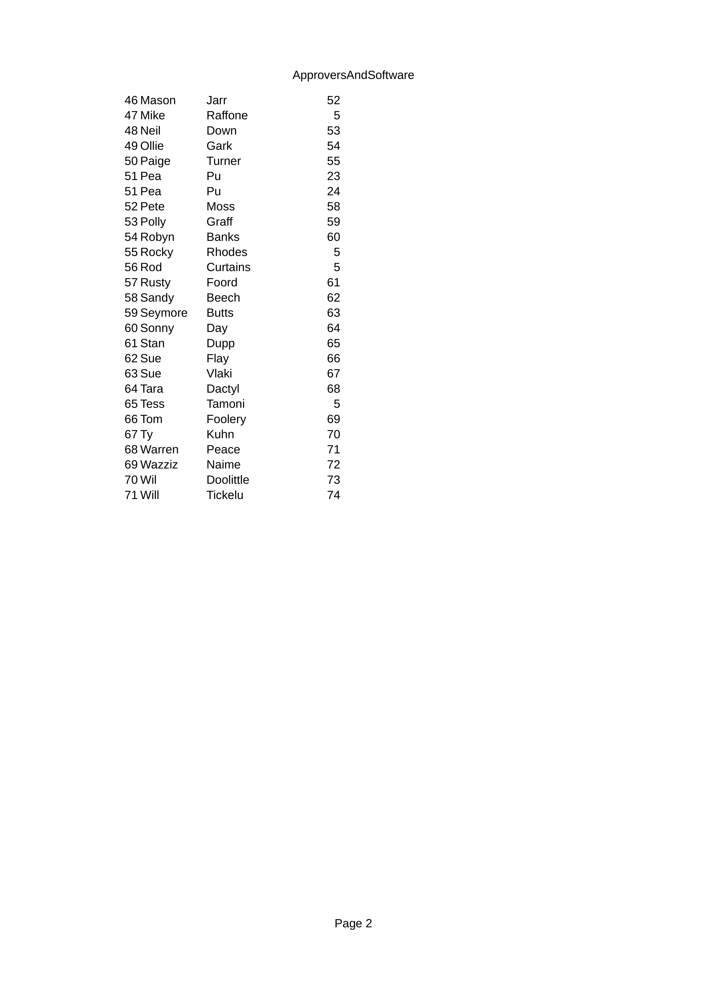 ApproversAndSoftware
46 Mason Jarr 52
47 Mike Raffone 5
48 Neil Down 53
49 Ollie Gark 54
50 Paige Turner 55
51 Pea Pu 23
51 Pea Pu 24
52 Pete Moss 58
53 Polly Graff 59
54 Robyn Banks 60
55 Rocky Rhodes 5
56 Rod Curtains 5
57 Rusty Foord 61
58 Sandy Beech 62
59 Seymore Butts 63
60 Sonny Day 64
61 Stan Dupp 65
62 Sue Flay 66
63 Sue Vlaki 67
64 Tara Dactyl 68
65 Tess Tamoni 5
66 Tom Foolery 69
67 Ty Kuhn 70
68 Warren Peace 71
69 Wazziz Naime 72
70 Wil Doolittle 73
71 Will Tickelu 74
Page 2